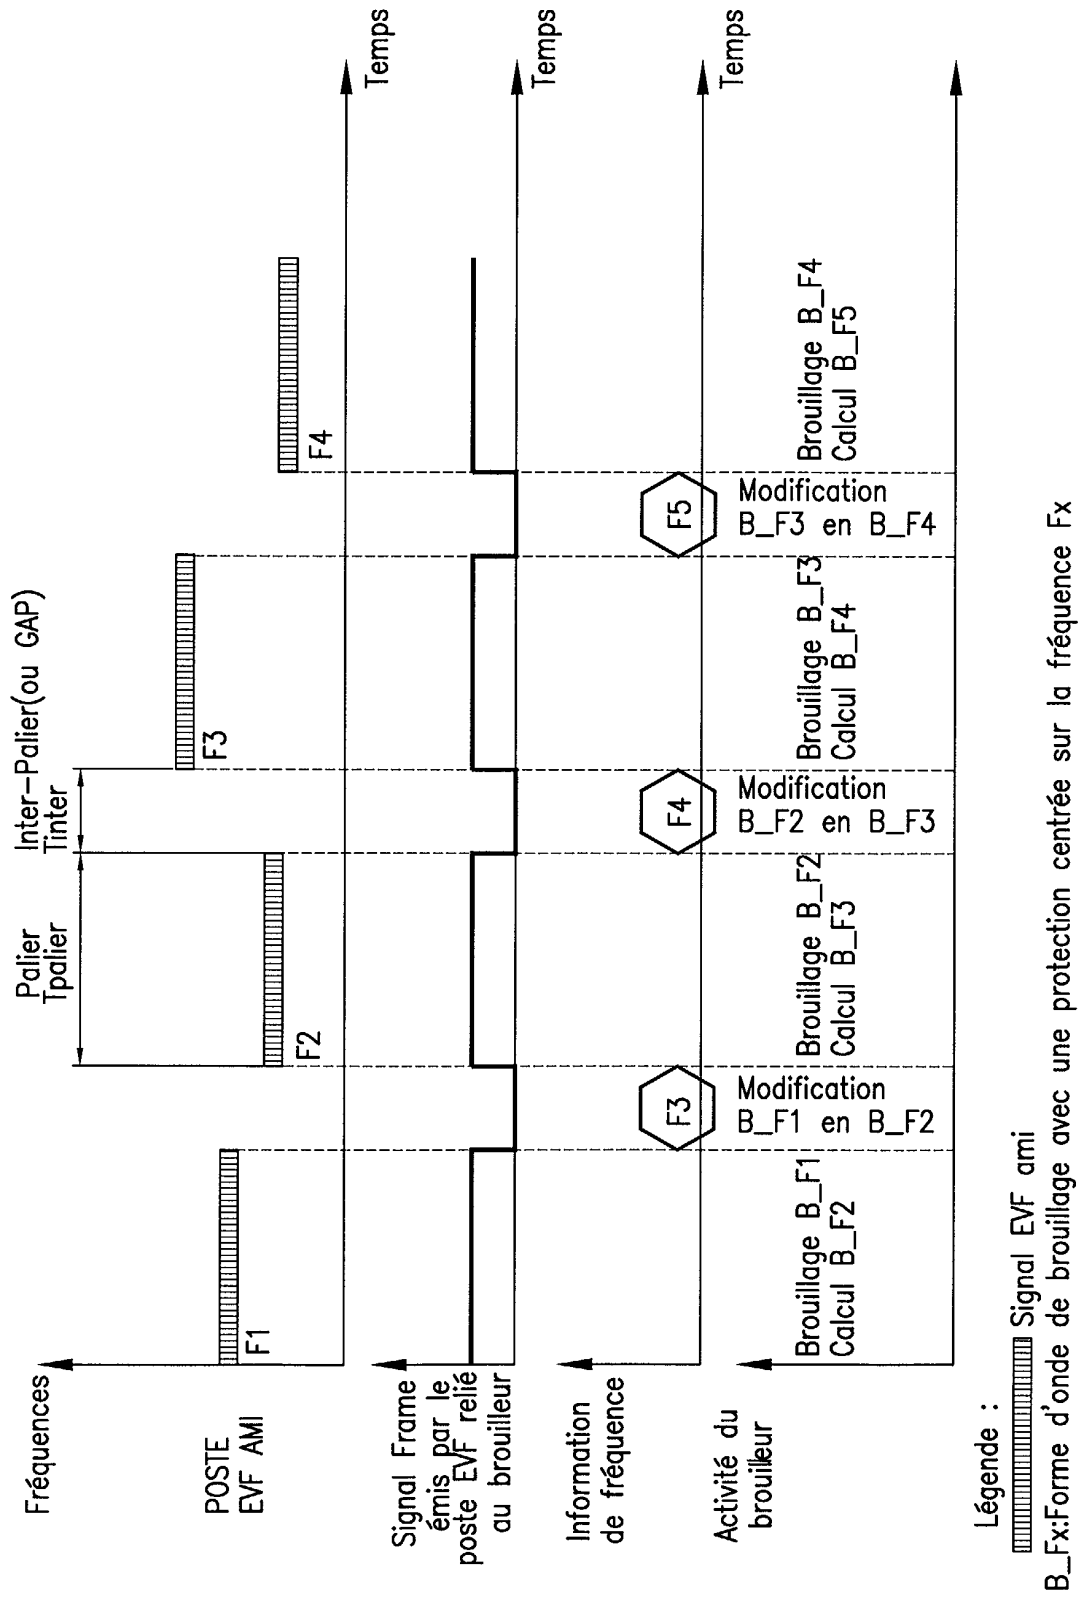 Fréquences
Palier
Tpalier
Inter-Palier(ou GAP)
Tinter
POSTE
EVF AMI
F1
F2
F3
F4
Temps
Signal Frame
émis par le
poste EVF relié
au brouilleur
Temps
Information
de fréquence
F3
F4
F5
Temps
Activité du
brouilleur
Brouillage B_F1
Calcul B_F2
Modification
B_F1 en B_F2
Brouillage B_F2
Calcul B_F3
Modification
B_F2 en B_F3
Brouillage B_F3
Calcul B_F4
Modification
B_F3 en B_F4
Brouillage B_F4
Calcul B_F5
Légende :
Signal EVF ami
B_Fx:Forme d'onde de brouillage avec une protection centrée sur la fréquence Fx